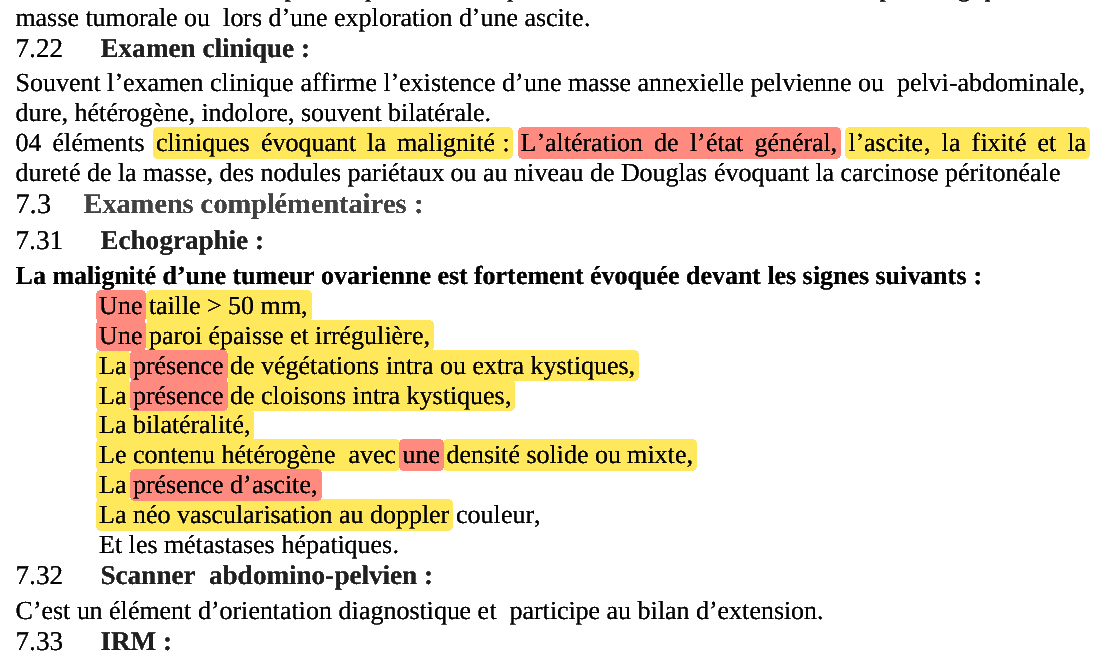 masse tumorale ou lors d’une exploration d’une ascite.
7.22 Examen clinique :
Souvent l’examen clinique affirme l’existence d’une masse annexielle pelvienne ou pelvi-abdominale,
dure, hétérogène, indolore, souvent bilatérale.
04 éléments cliniques évoquant la malignité : L’altération de l’état général, l’ascite, la fixité et la
dureté de la masse, des nodules pariétaux ou au niveau de Douglas évoquant la carcinose péritonéale
7.3 Examens complémentaires :
7.31 Echographie :
La malignité d’une tumeur ovarienne est fortement évoquée devant les signes suivants :
Une taille > 50 mm,
Une paroi épaisse et irrégulière,
La présence de végétations intra ou extra kystiques,
La présence de cloisons intra kystiques,
La bilatéralité,
Le contenu hétérogène avec une densité solide ou mixte,
La présence d’ascite,
La néo vascularisation au doppler couleur,
Et les métastases hépatiques.
7.32 Scanner abdomino-pelvien :
C’est un élément d’orientation diagnostique et participe au bilan d’extension.
7.33 IRM :